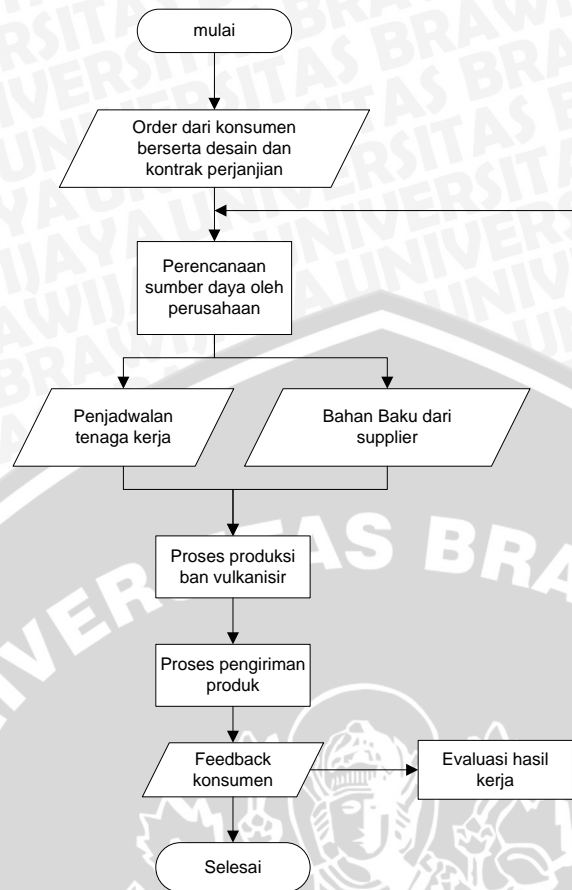 mulai
Order dari konsumen
berserta desain dan
kontrak perjanjian
Perencanaan
sumber daya oleh
perusahaan
Penjadwalan
tenaga kerja
Bahan Baku dari
supplier
Proses produksi
ban vulkanisir
Proses pengiriman
produk
Feedback
konsumen
Evaluasi hasil
kerja
Selesai